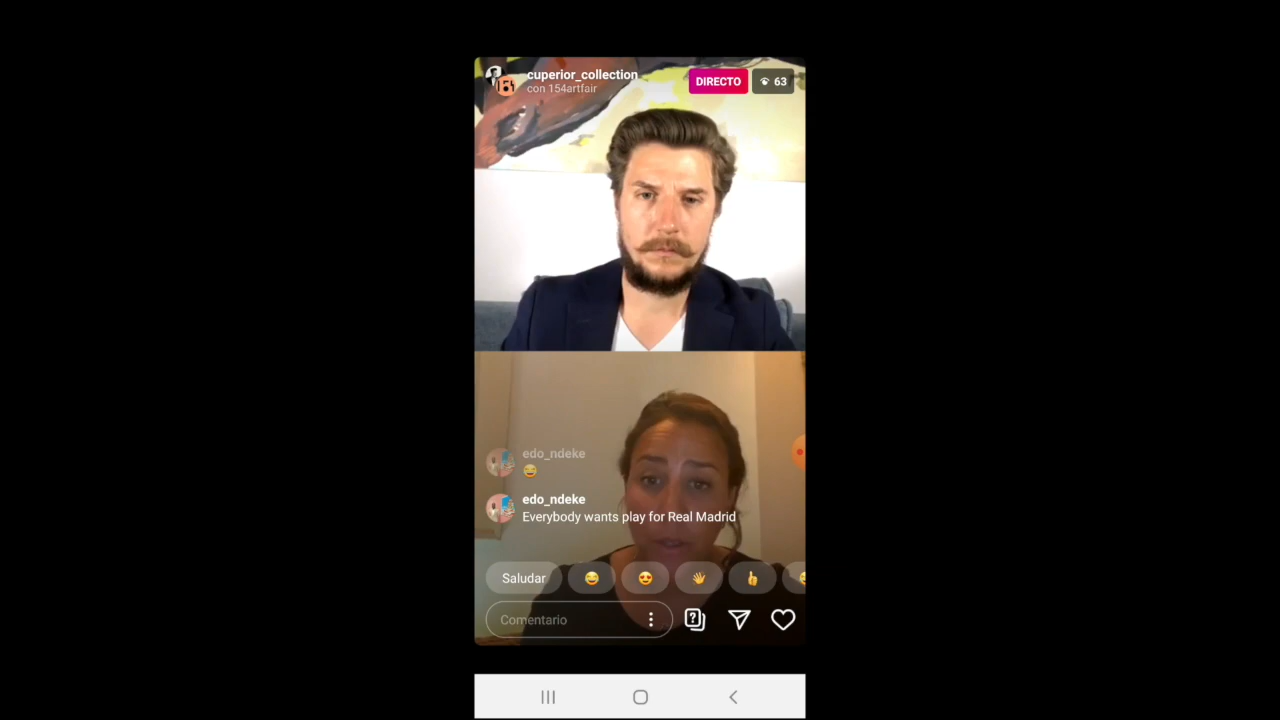 cuperior_collection
con 154artfair
DIRECTO
63
edo_ndeke
edo_ndeke
Everybody wants play for Real Madrid
Saludar
Comentario